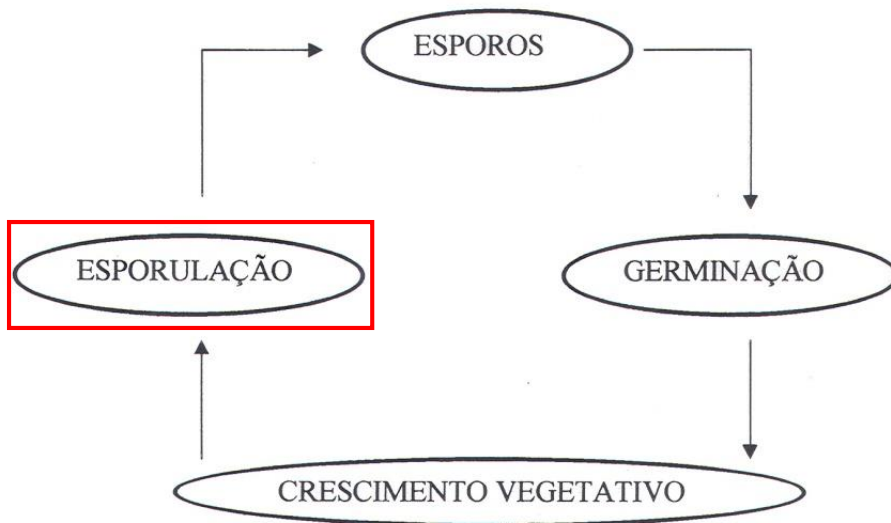 ESPOROS
ESPORULAÇÃO
GERMINAÇÃO
CRESCIMENTO VEGETATIVO